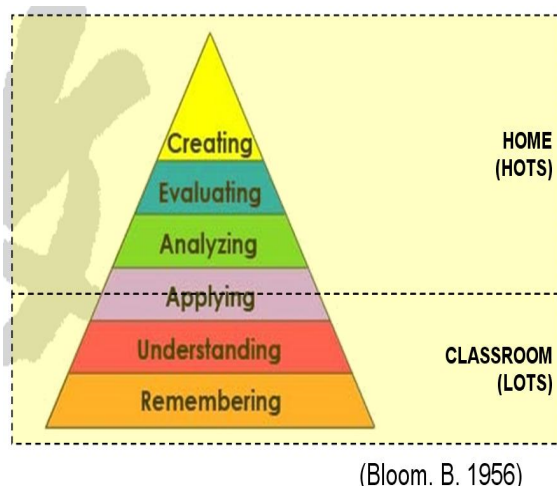 Creating
HOME
(HOTS)
Evaluating
Analyzing
Applying
Understanding
CLASSROOM
(LOTS)
Remembering
(Bloom. B. 1956)